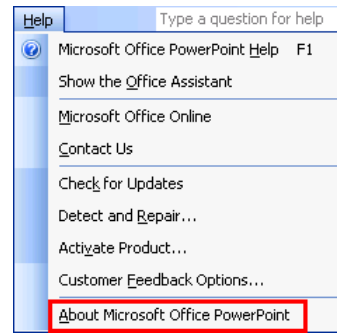 Help Type a question for help
Microsoft Office PowerPoint Help F1
Show the Office Assistant
Microsoft Office Online
Contact Us
Check for Updates
Detect and Repair...
Activate Product...
Customer Feedback Options...
About Microsoft Office PowerPoint